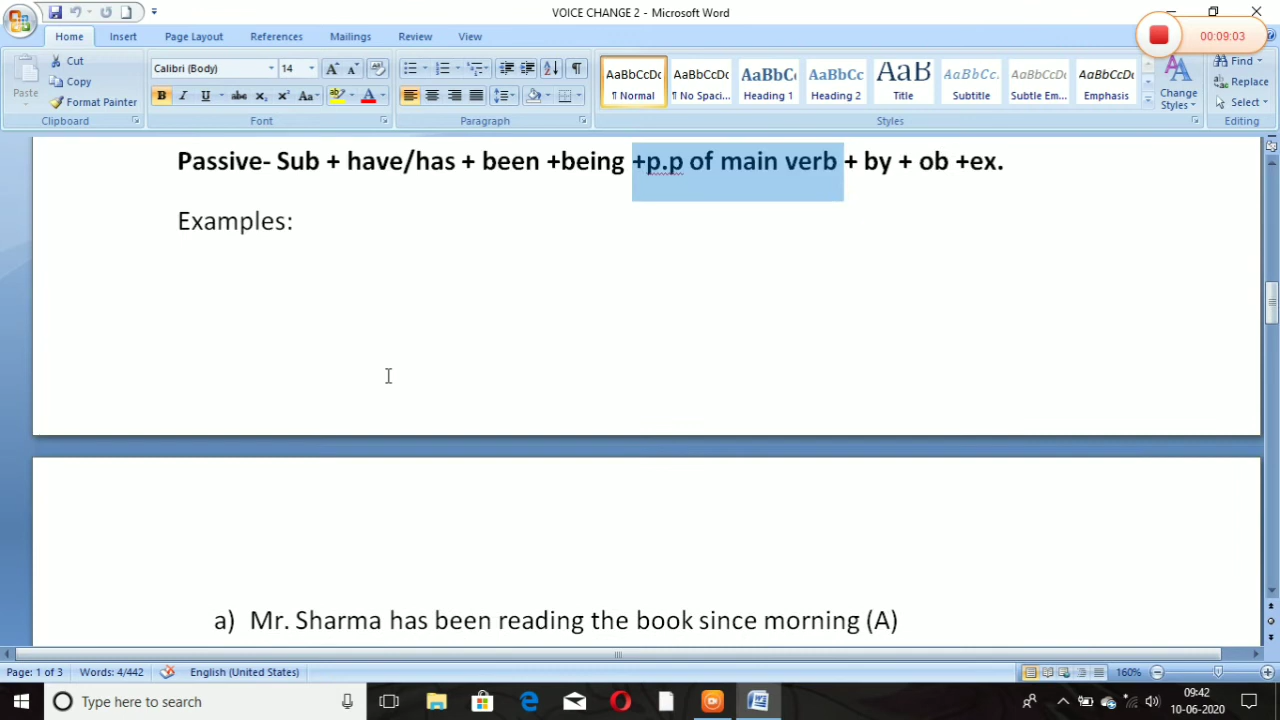 VOICE CHANGE 2 - Microsoft Word
00:09:03
Home Insert Page Layout References Mailings Review View
Paste
Cut
Copy
Format Painter
Clipboard
Calibri (Body) 14
Font
Paragraph
AaBbCcDc AaBbCcDc AaBbC AaBbCc AaB AaBbCc. AaBbCcDc AaBbCcDc
¶ Normal ¶ No Spaci... Heading 1 Heading 2 Title Subtitle Subtle Em... Emphasis
Styles
Change
Styles
Find
Replace
Select
Editing
Passive- Sub + have/has + been +being +p.p of main verb + by + ob +ex.
Examples:
a) Mr. Sharma has been reading the book since morning (A)
Page: 1 of 3 Words: 4/442 English (United States) 160%
Type here to search
09:42
10-06-2020